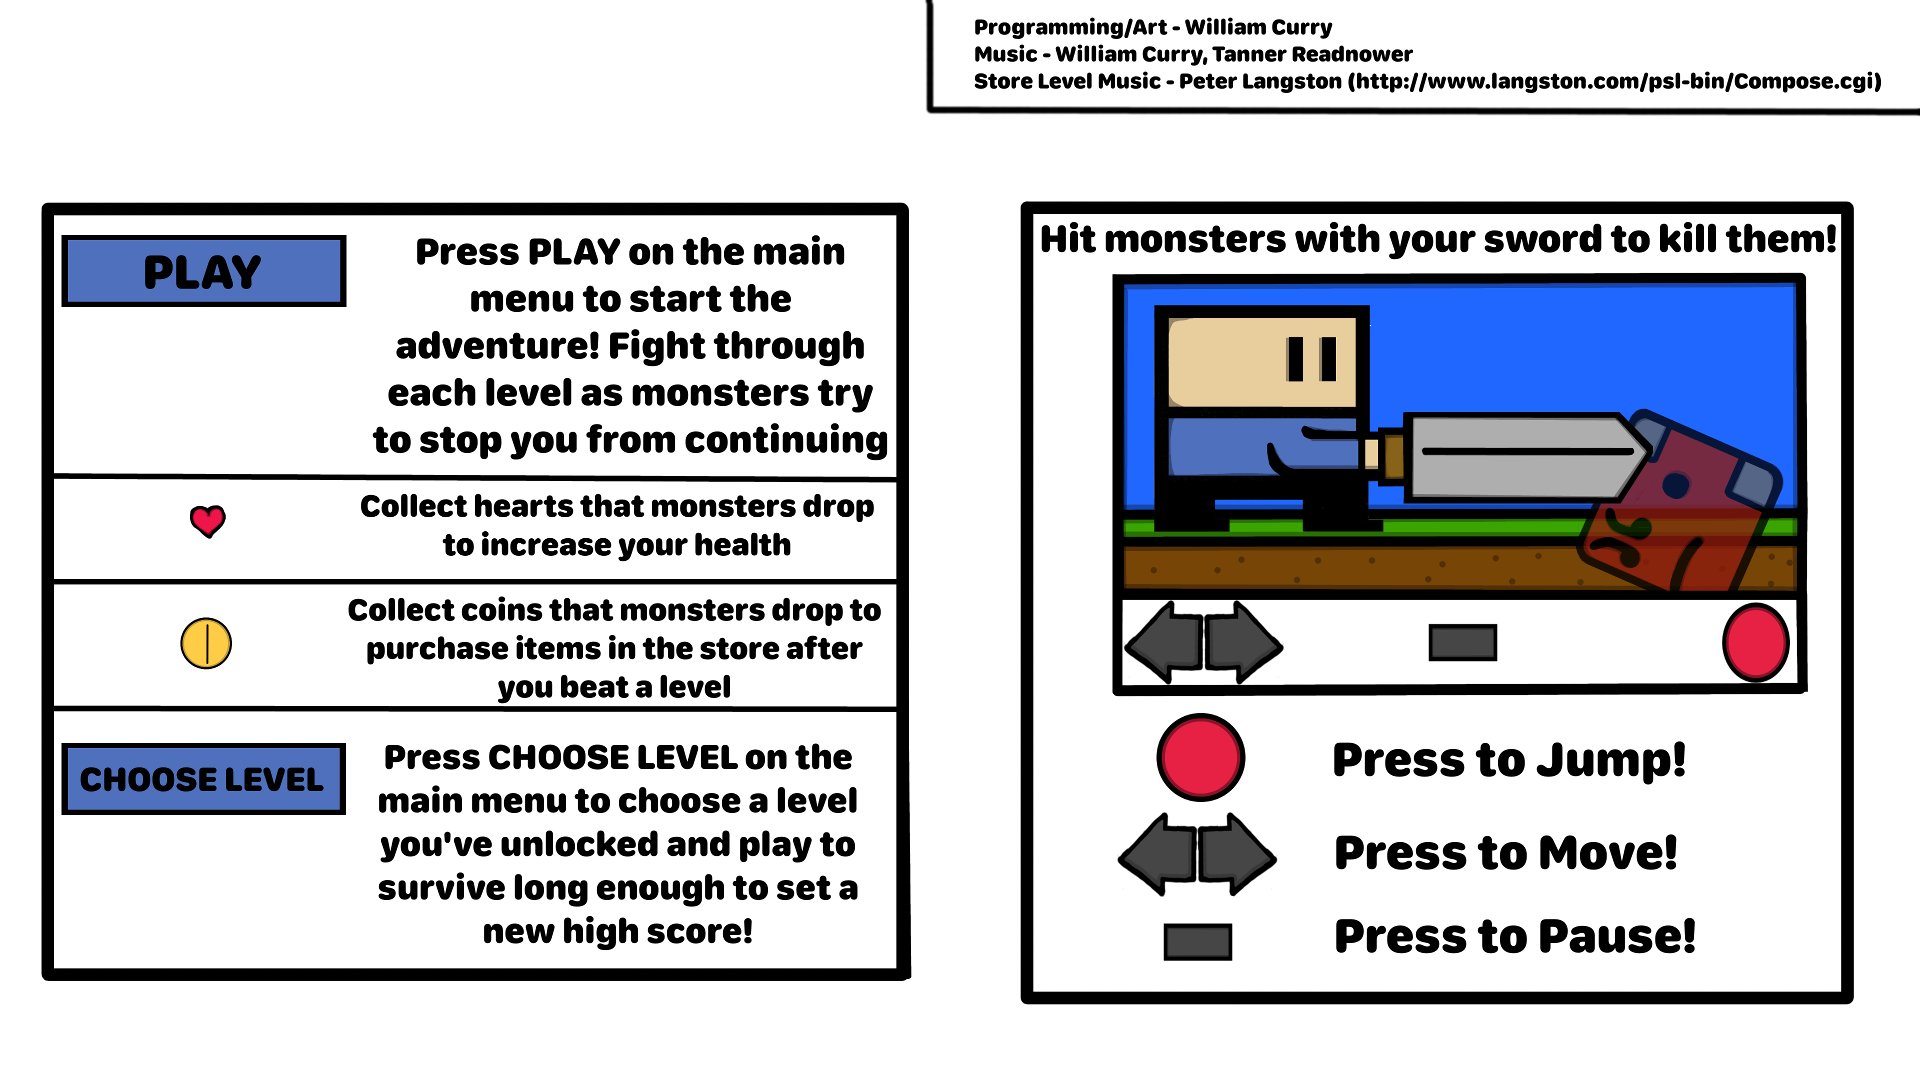 Programming/Art - William Curry
Music - William Curry, Tanner Readnower
Store Level Music - Peter Langston (http://www.langston.com/psl-bin/Compose.cgi)
PLAY
Press PLAY on the main
menu to start the
adventure! Fight through
each level as monsters try
to stop you from continuing
Collect hearts that monsters drop
to increase your health
Collect coins that monsters drop to
purchase items in the store after
you beat a level
CHOOSE LEVEL
Press CHOOSE LEVEL on the
main menu to choose a level
you've unlocked and play to
survive long enough to set a
new high score!
Hit monsters with your sword to kill them!
Press to Jump!
Press to Move!
Press to Pause!